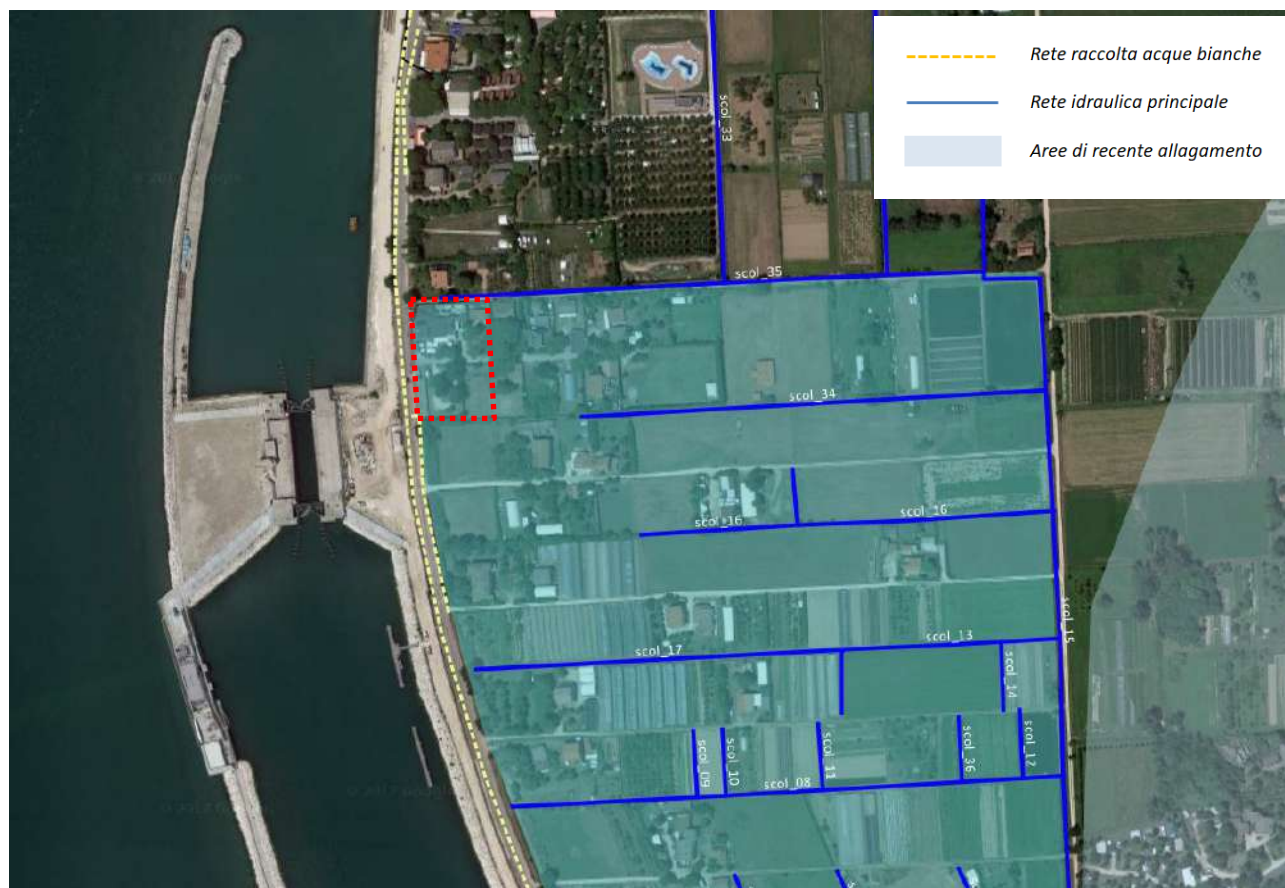 Rete raccolta acque bianche
Rete idraulica principale
Aree di recente allagamento
scol_33
scol_35
scol_34
scol_16
scol_16
scol_15
scol_13
scol_17
scol_14
scol_09
scol_10
scol_11
scol_36
scol_12
scol_08